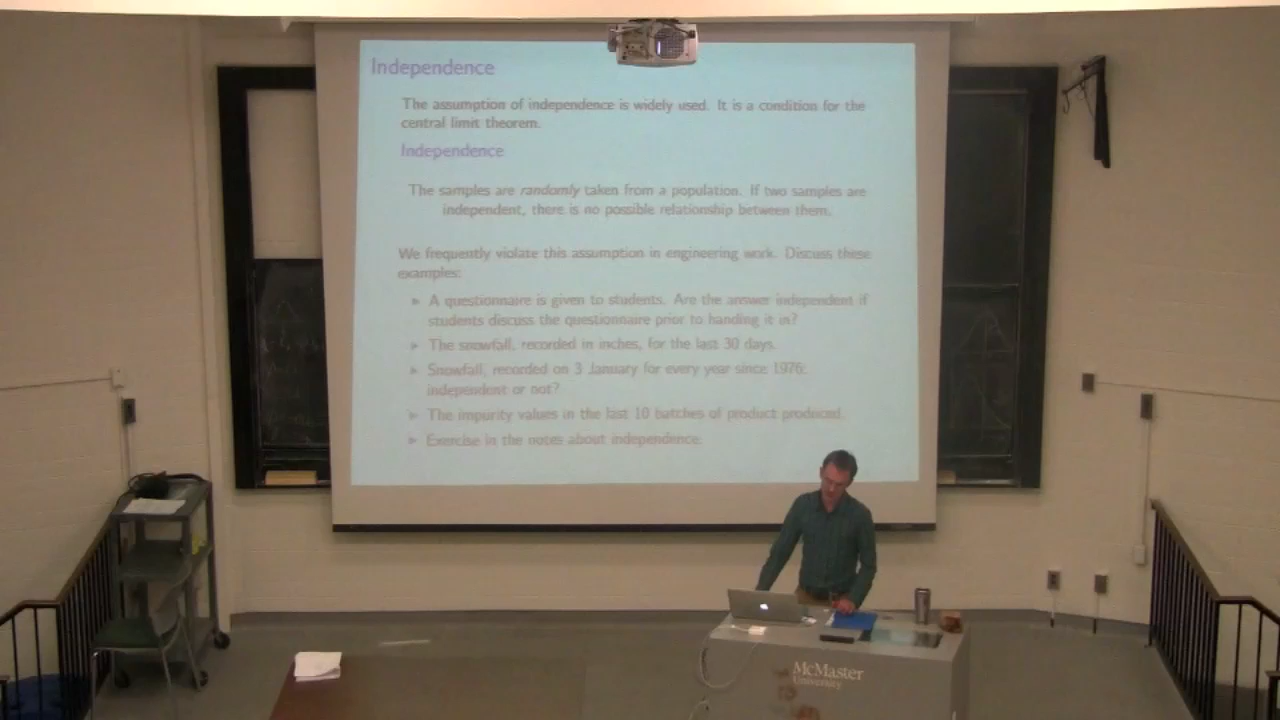 Independence
The assumption of independence is widely used. It is a condition for the
central limit theorem.
Independence
The samples are randomly taken from a population. If two samples are
independent, there is no possible relationship between them.
We frequently violate this assumption in engineering work. Discuss these
examples:
▸ A questionnaire is given to students. Are the answer independent if
students discuss the questionnaire prior to handing it in?
▸ The snowfall, recorded in inches, for the last 30 days.
▸ Snowfall, recorded on 3 January for every year since 1976:
independent or not?
▸ The impurity values in the last 10 batches of product produced.
▸ Exercise in the notes about independence.
McMaster
University